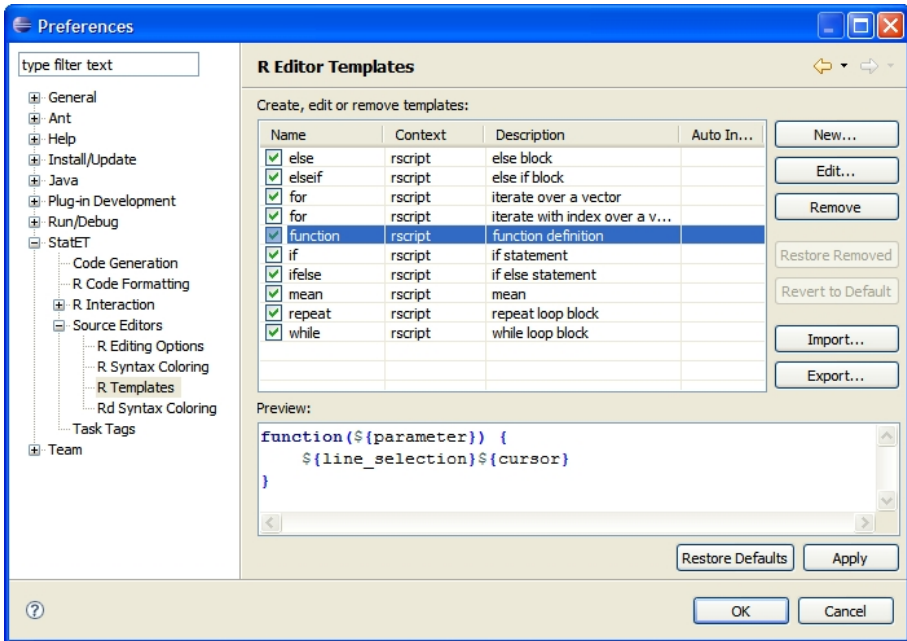 Preferences
type filter text
General
Ant
Help
Install/Update
Java
Plug-in Development
Run/Debug
StatET
Code Generation
R Code Formatting
R Interaction
Source Editors
R Editing Options
R Syntax Coloring
R Templates
Rd Syntax Coloring
Task Tags
Team
R Editor Templates
Create, edit or remove templates:
Name Context Description Auto In...
else rscript else block
elseif rscript else if block
for rscript iterate over a vector
for rscript iterate with index over a v...
function rscript function definition
if rscript if statement
ifelse rscript if else statement
mean rscript mean
repeat rscript repeat loop block
while rscript while loop block
New...
Edit...
Remove
Restore Removed
Revert to Default
Import...
Export...
Preview:
function(${parameter}) {
${line_selection}${cursor}
}
Restore Defaults Apply
? OK Cancel